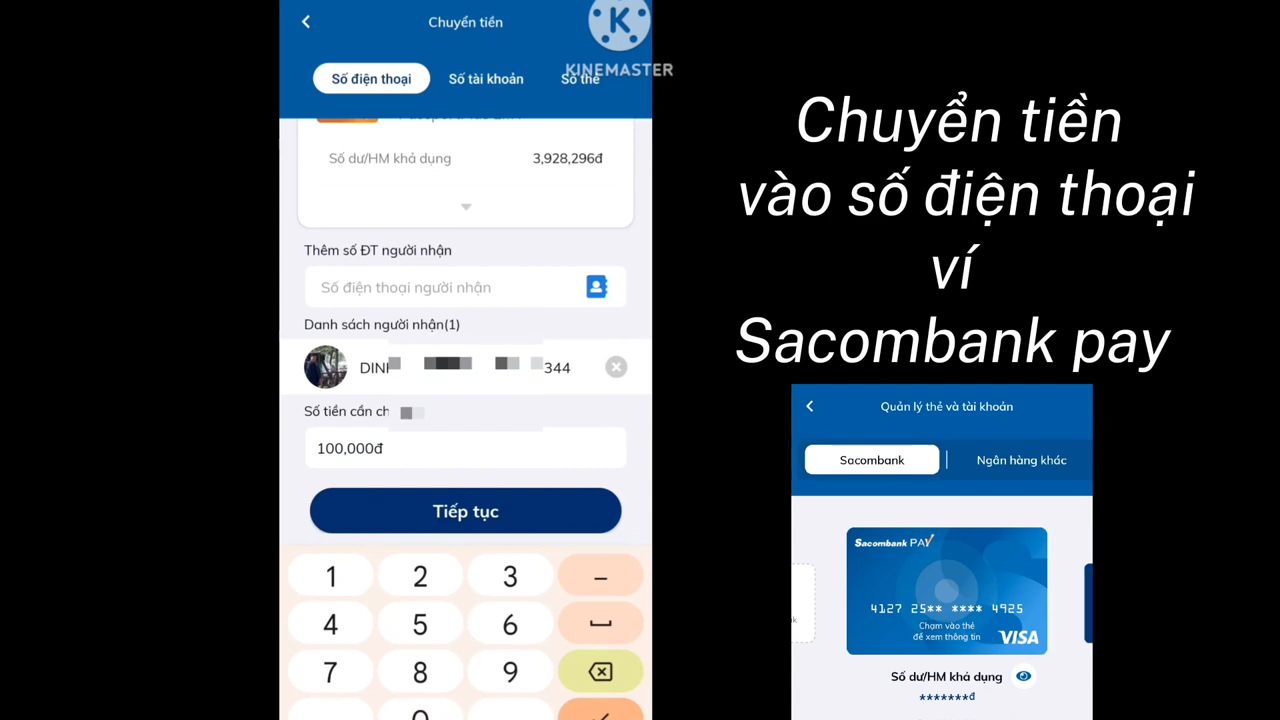 Chuyển tiền
KINEMASTER
Số điện thoại
Số tài khoản
Số thẻ
Số dư/HM khả dụng
3,928,296đ
Thêm số ĐT người nhận
Số điện thoại người nhận
Danh sách người nhận(1)
344
Số tiền cần
100,000đ
Tiếp tục
1 2 3 –
4 5 6
7 8 9
Chuyển tiền
vào số điện thoại
ví
Sacombank pay
Quản lý thẻ và tài khoản
Sacombank
Ngân hàng khác
Sacombank PAY
4127 25** **** 4925
Chạm vào thẻ
để xem thông tin
VISA
Số dư/HM khả dụng
*******đ